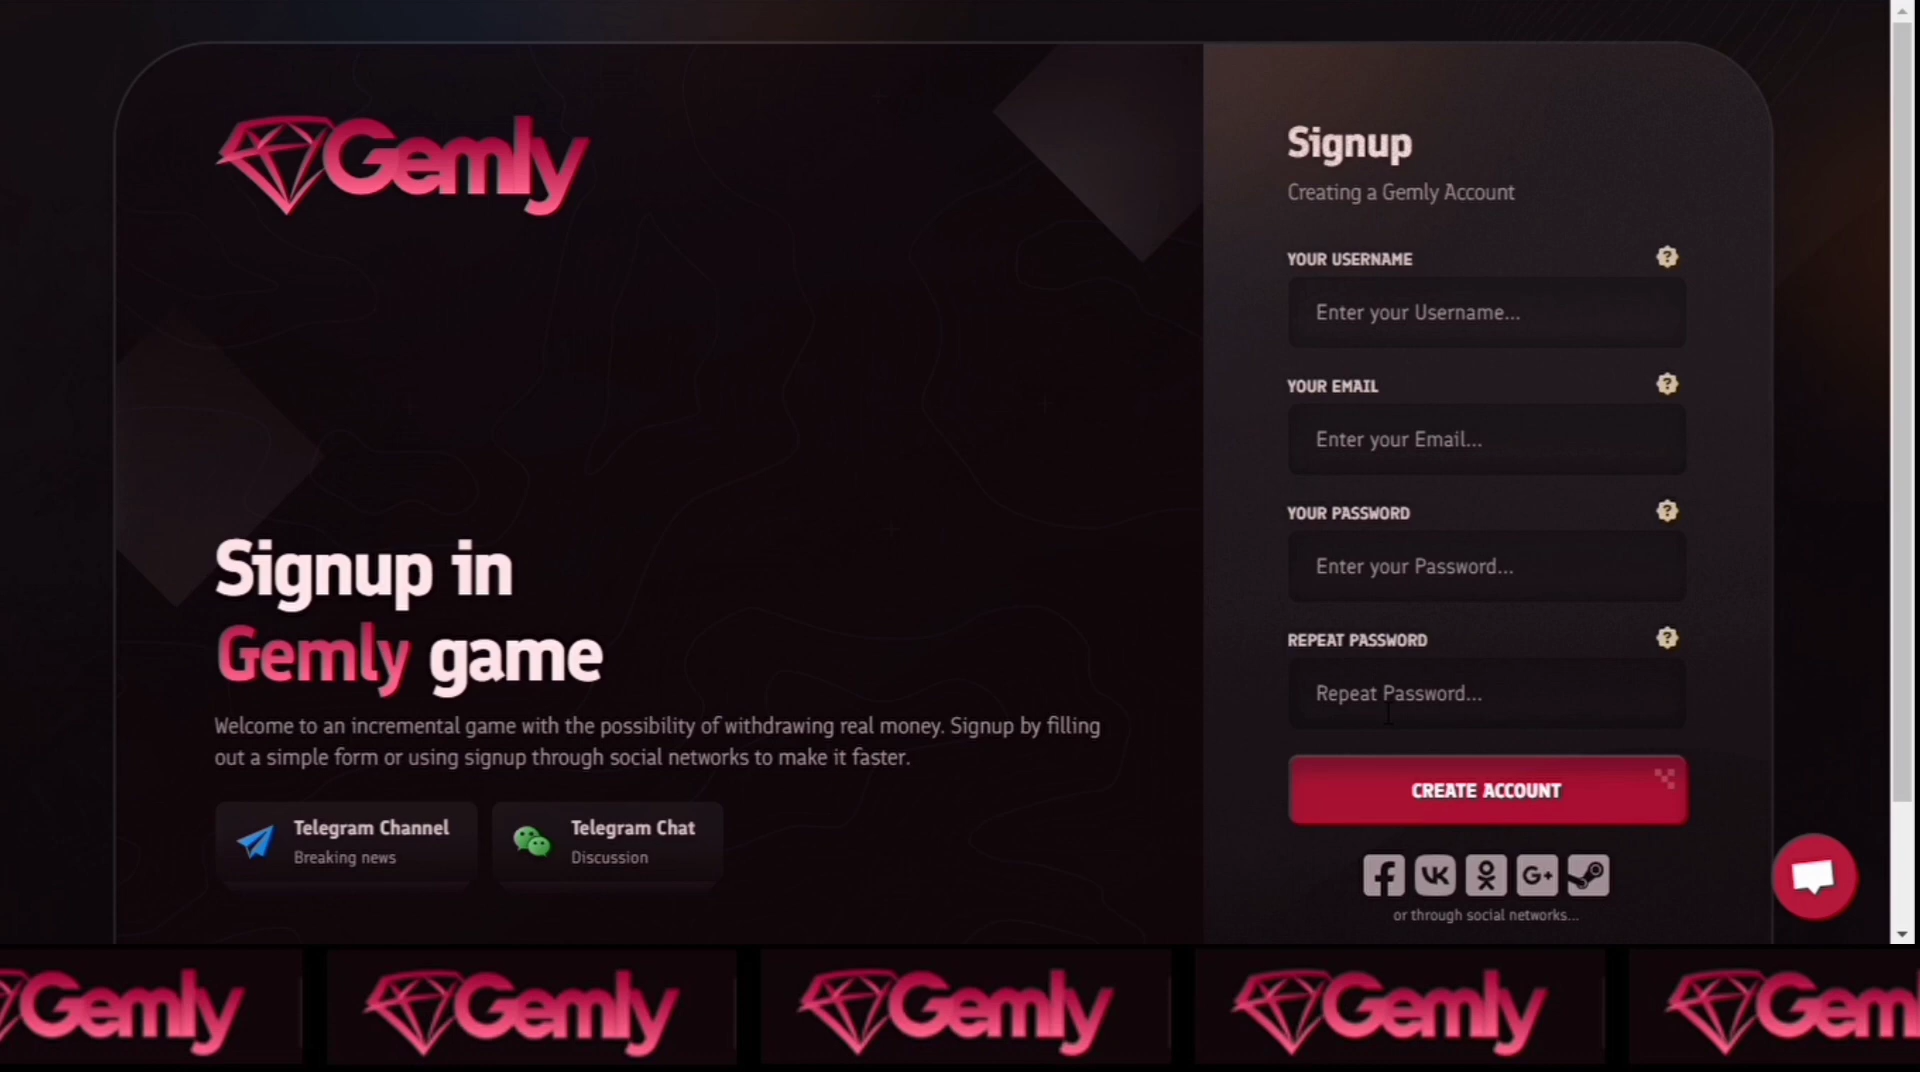 Gemly
Signup in
Gemly game
Welcome to an incremental game with the possibility of withdrawing real money. Signup by filling
out a simple form or using signup through social networks to make it faster.
Telegram Channel
Breaking news
Telegram Chat
Discussion
Signup
Creating a Gemly Account
YOUR USERNAME
?
Enter your Username...
YOUR EMAIL
?
Enter your Email...
YOUR PASSWORD
?
Enter your Password...
REPEAT PASSWORD
?
Repeat Password...
CREATE ACCOUNT
or through social networks...
Gemly
Gemly
Gemly
Gemly
Gem